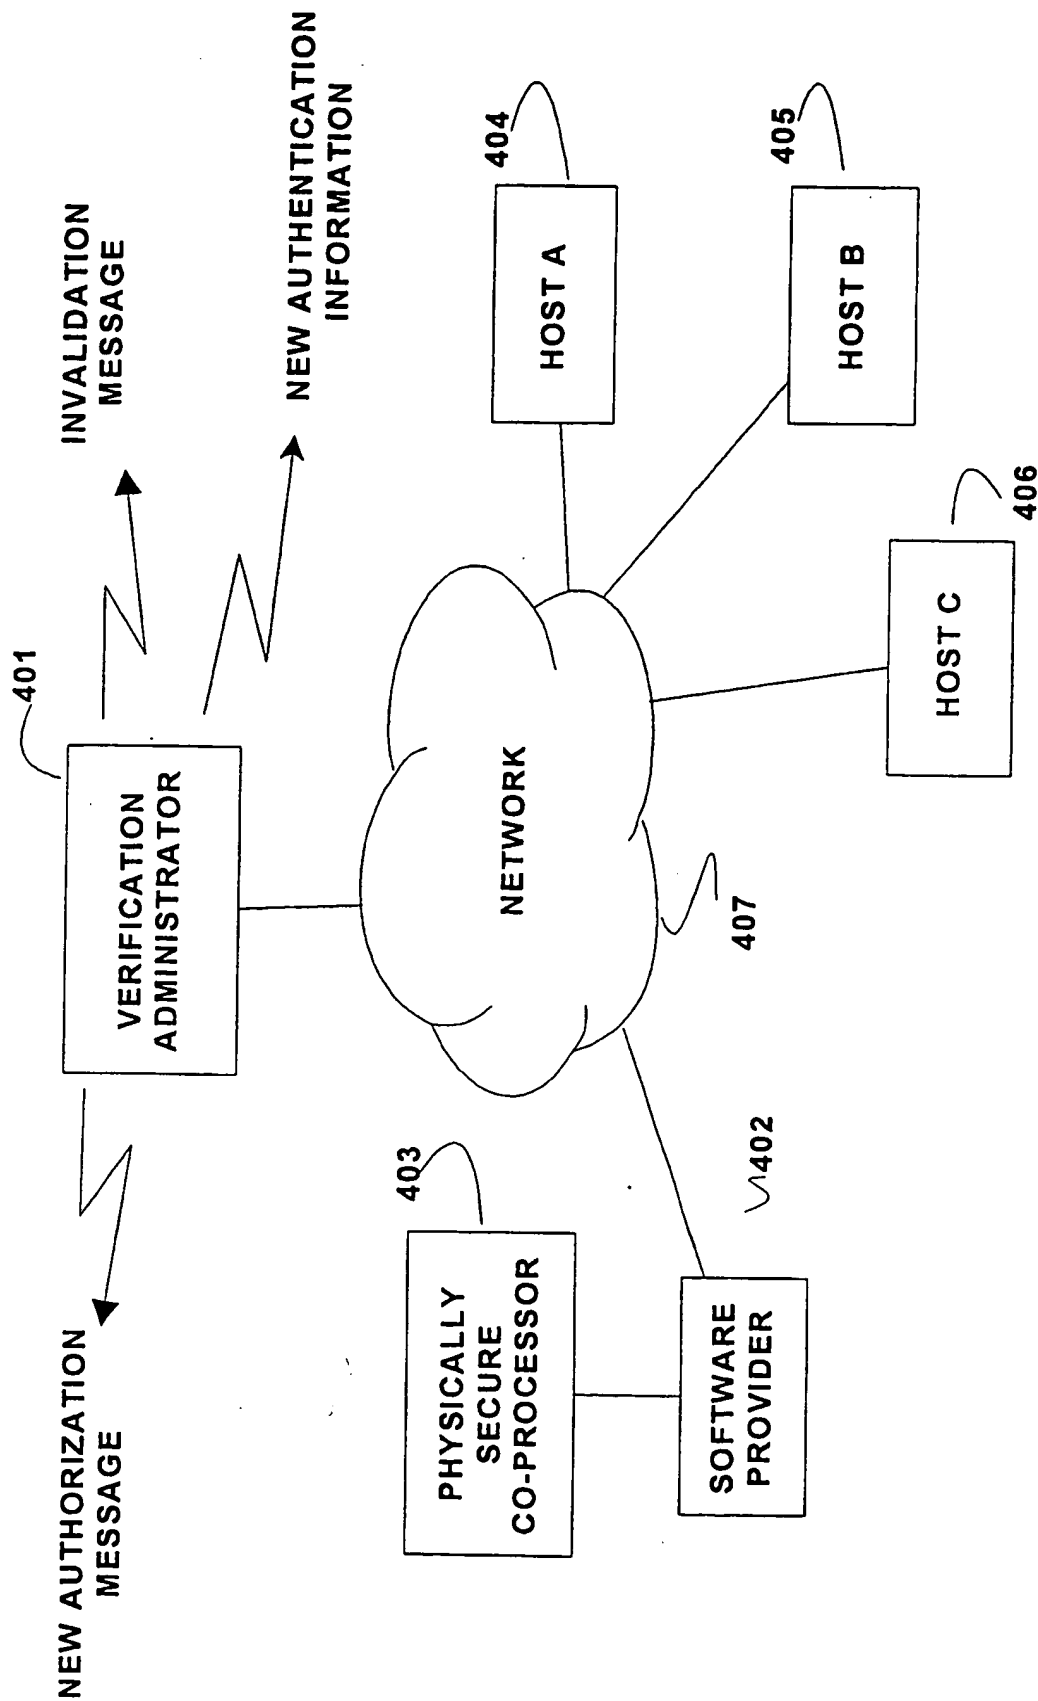 NEW AUTHORIZATION
MESSAGE
401
VERIFICATION
ADMINISTRATOR
INVALIDATION
MESSAGE
NEW AUTHENTICATION
INFORMATION
403
PHYSICALLY
SECURE
CO-PROCESSOR
NETWORK
404
HOST A
402
SOFTWARE
PROVIDER
407
405
HOST B
406
HOST C